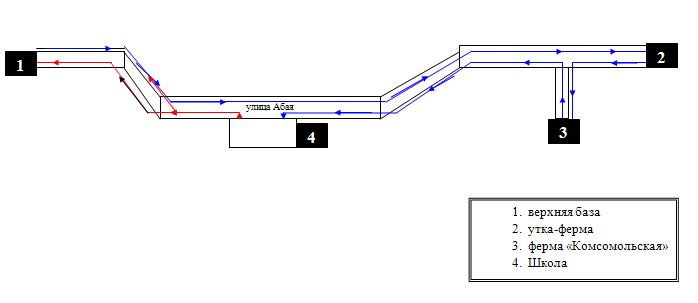 1
2
улица Абая
4
3
1. верхняя база
2. утка-ферма
3. ферма «Комсомольская»
4. Школа